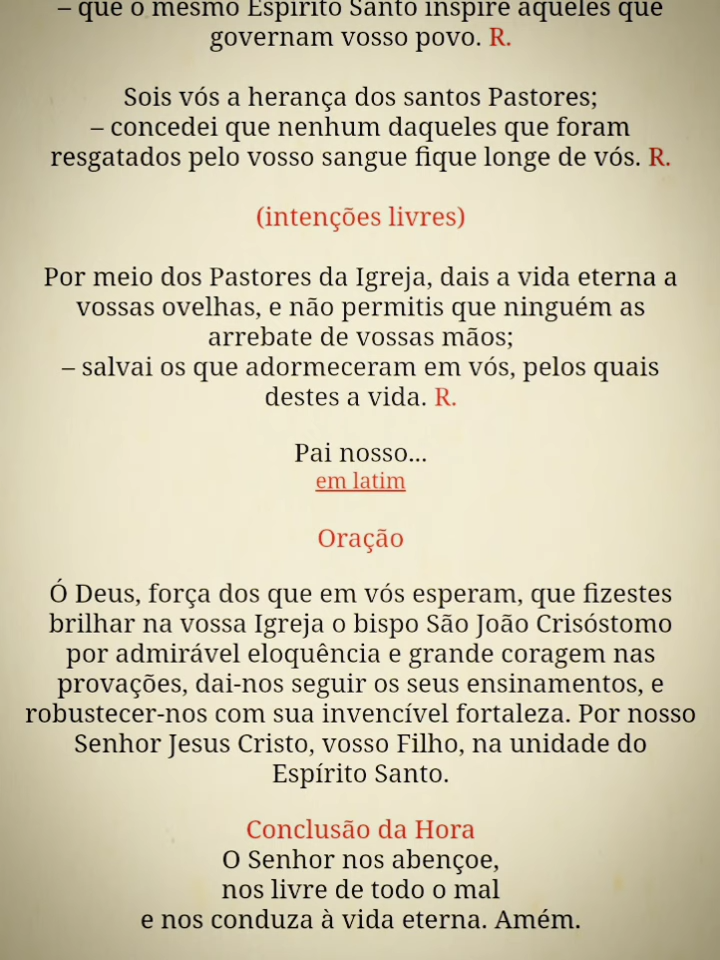 – que o mesmo Espírito Santo inspire aqueles que
governam vosso povo. R.
Sois vós a herança dos santos Pastores;
– concedei que nenhum daqueles que foram
resgatados pelo vosso sangue fique longe de vós. R.
(intenções livres)
Por meio dos Pastores da Igreja, dais a vida eterna a
vossas ovelhas, e não permitis que ninguém as
arrebate de vossas mãos;
– salvai os que adormeceram em vós, pelos quais
destes a vida. R.
Pai nosso...
em latim
Oração
Ó Deus, força dos que em vós esperam, que fizestes
brilhar na vossa Igreja o bispo São João Crisóstomo
por admirável eloquência e grande coragem nas
provações, dai-nos seguir os seus ensinamentos, e
robustecer-nos com sua invencível fortaleza. Por nosso
Senhor Jesus Cristo, vosso Filho, na unidade do
Espírito Santo.
Conclusão da Hora
O Senhor nos abençoe,
nos livre de todo o mal
e nos conduza à vida eterna. Amém.